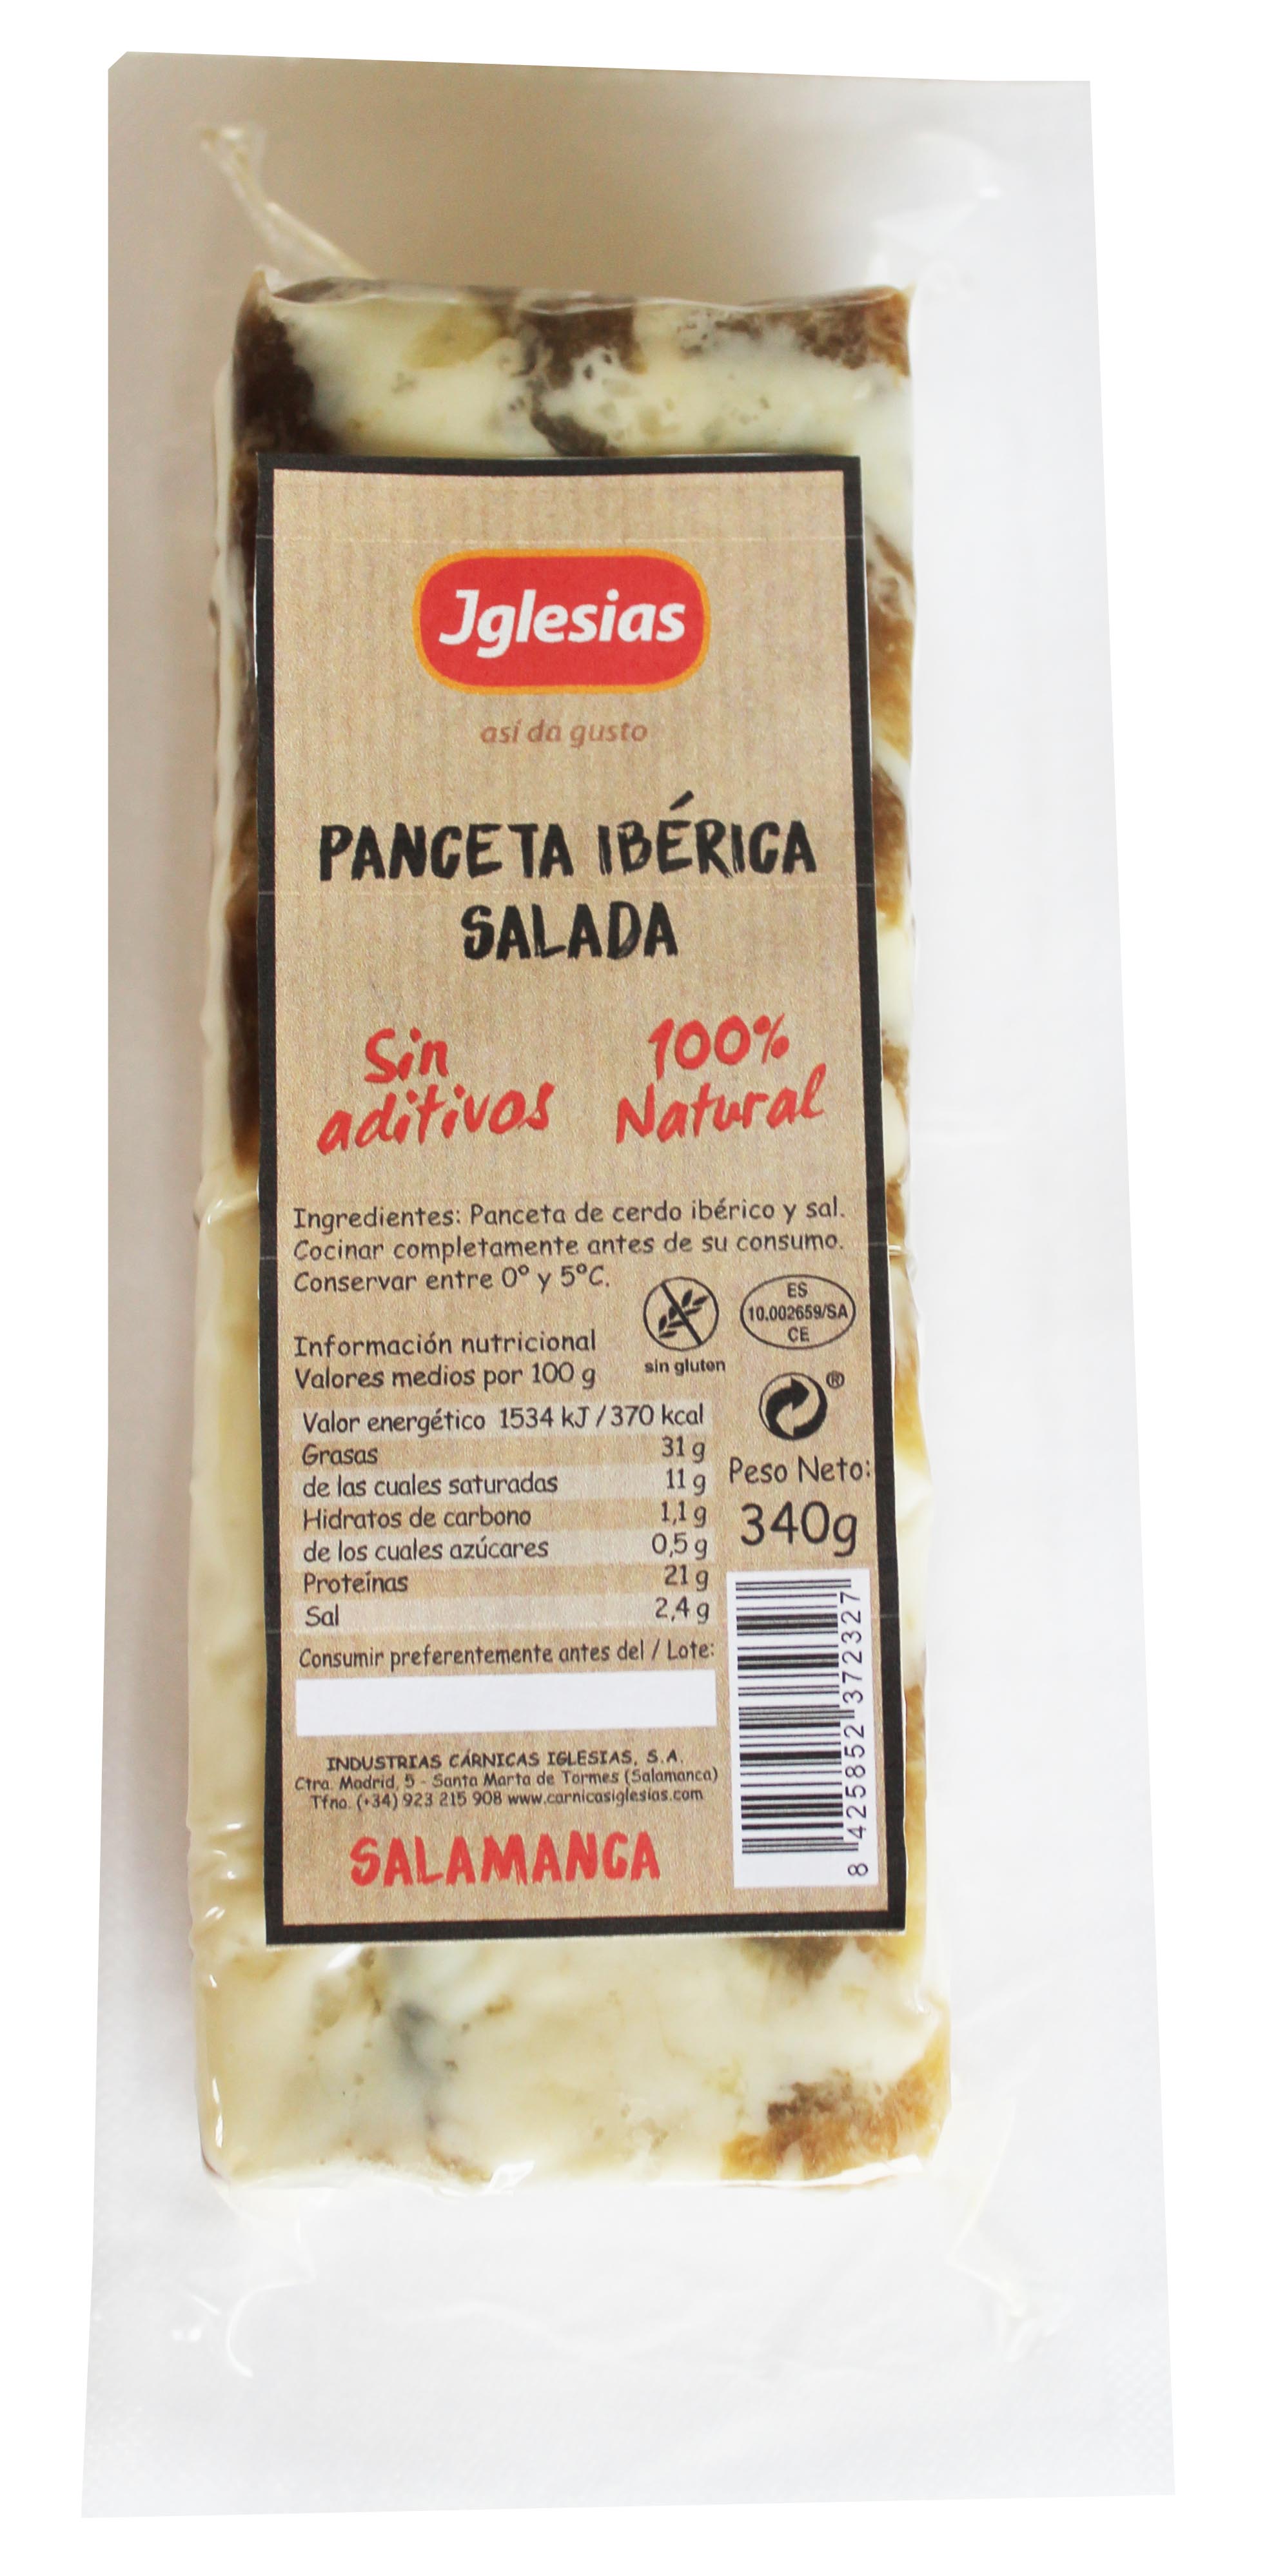 Jglesias
así da gusto
PANCETA IBÉRICA
SALADA
Sin
aditivos
100%
Natural
Ingredientes: Panceta de cerdo ibérico y sal.
Cocinar completamente antes de su consumo.
Conservar entre 0º y 5ºC.
sin gluten
ES
10.002659/SA
CE
Información nutricional
Valores medios por 100 g
Valor energético 1534 kJ / 370 kcal
Grasas 31 g
de las cuales saturadas 11 g
Hidratos de carbono 1,1 g
de los cuales azúcares 0,5 g
Proteínas 21 g
Sal 2,4 g
®
Peso Neto:
340g
Consumir preferentemente antes del / Lote:
INDUSTRIAS CÁRNICAS IGLESIAS, S.A.
Ctra. Madrid, 5 - Santa Marta de Tormes (Salamanca)
Tfno. (+34) 923 215 908 www.carnicasiglesias.com
SALAMANCA
8 425852 372327